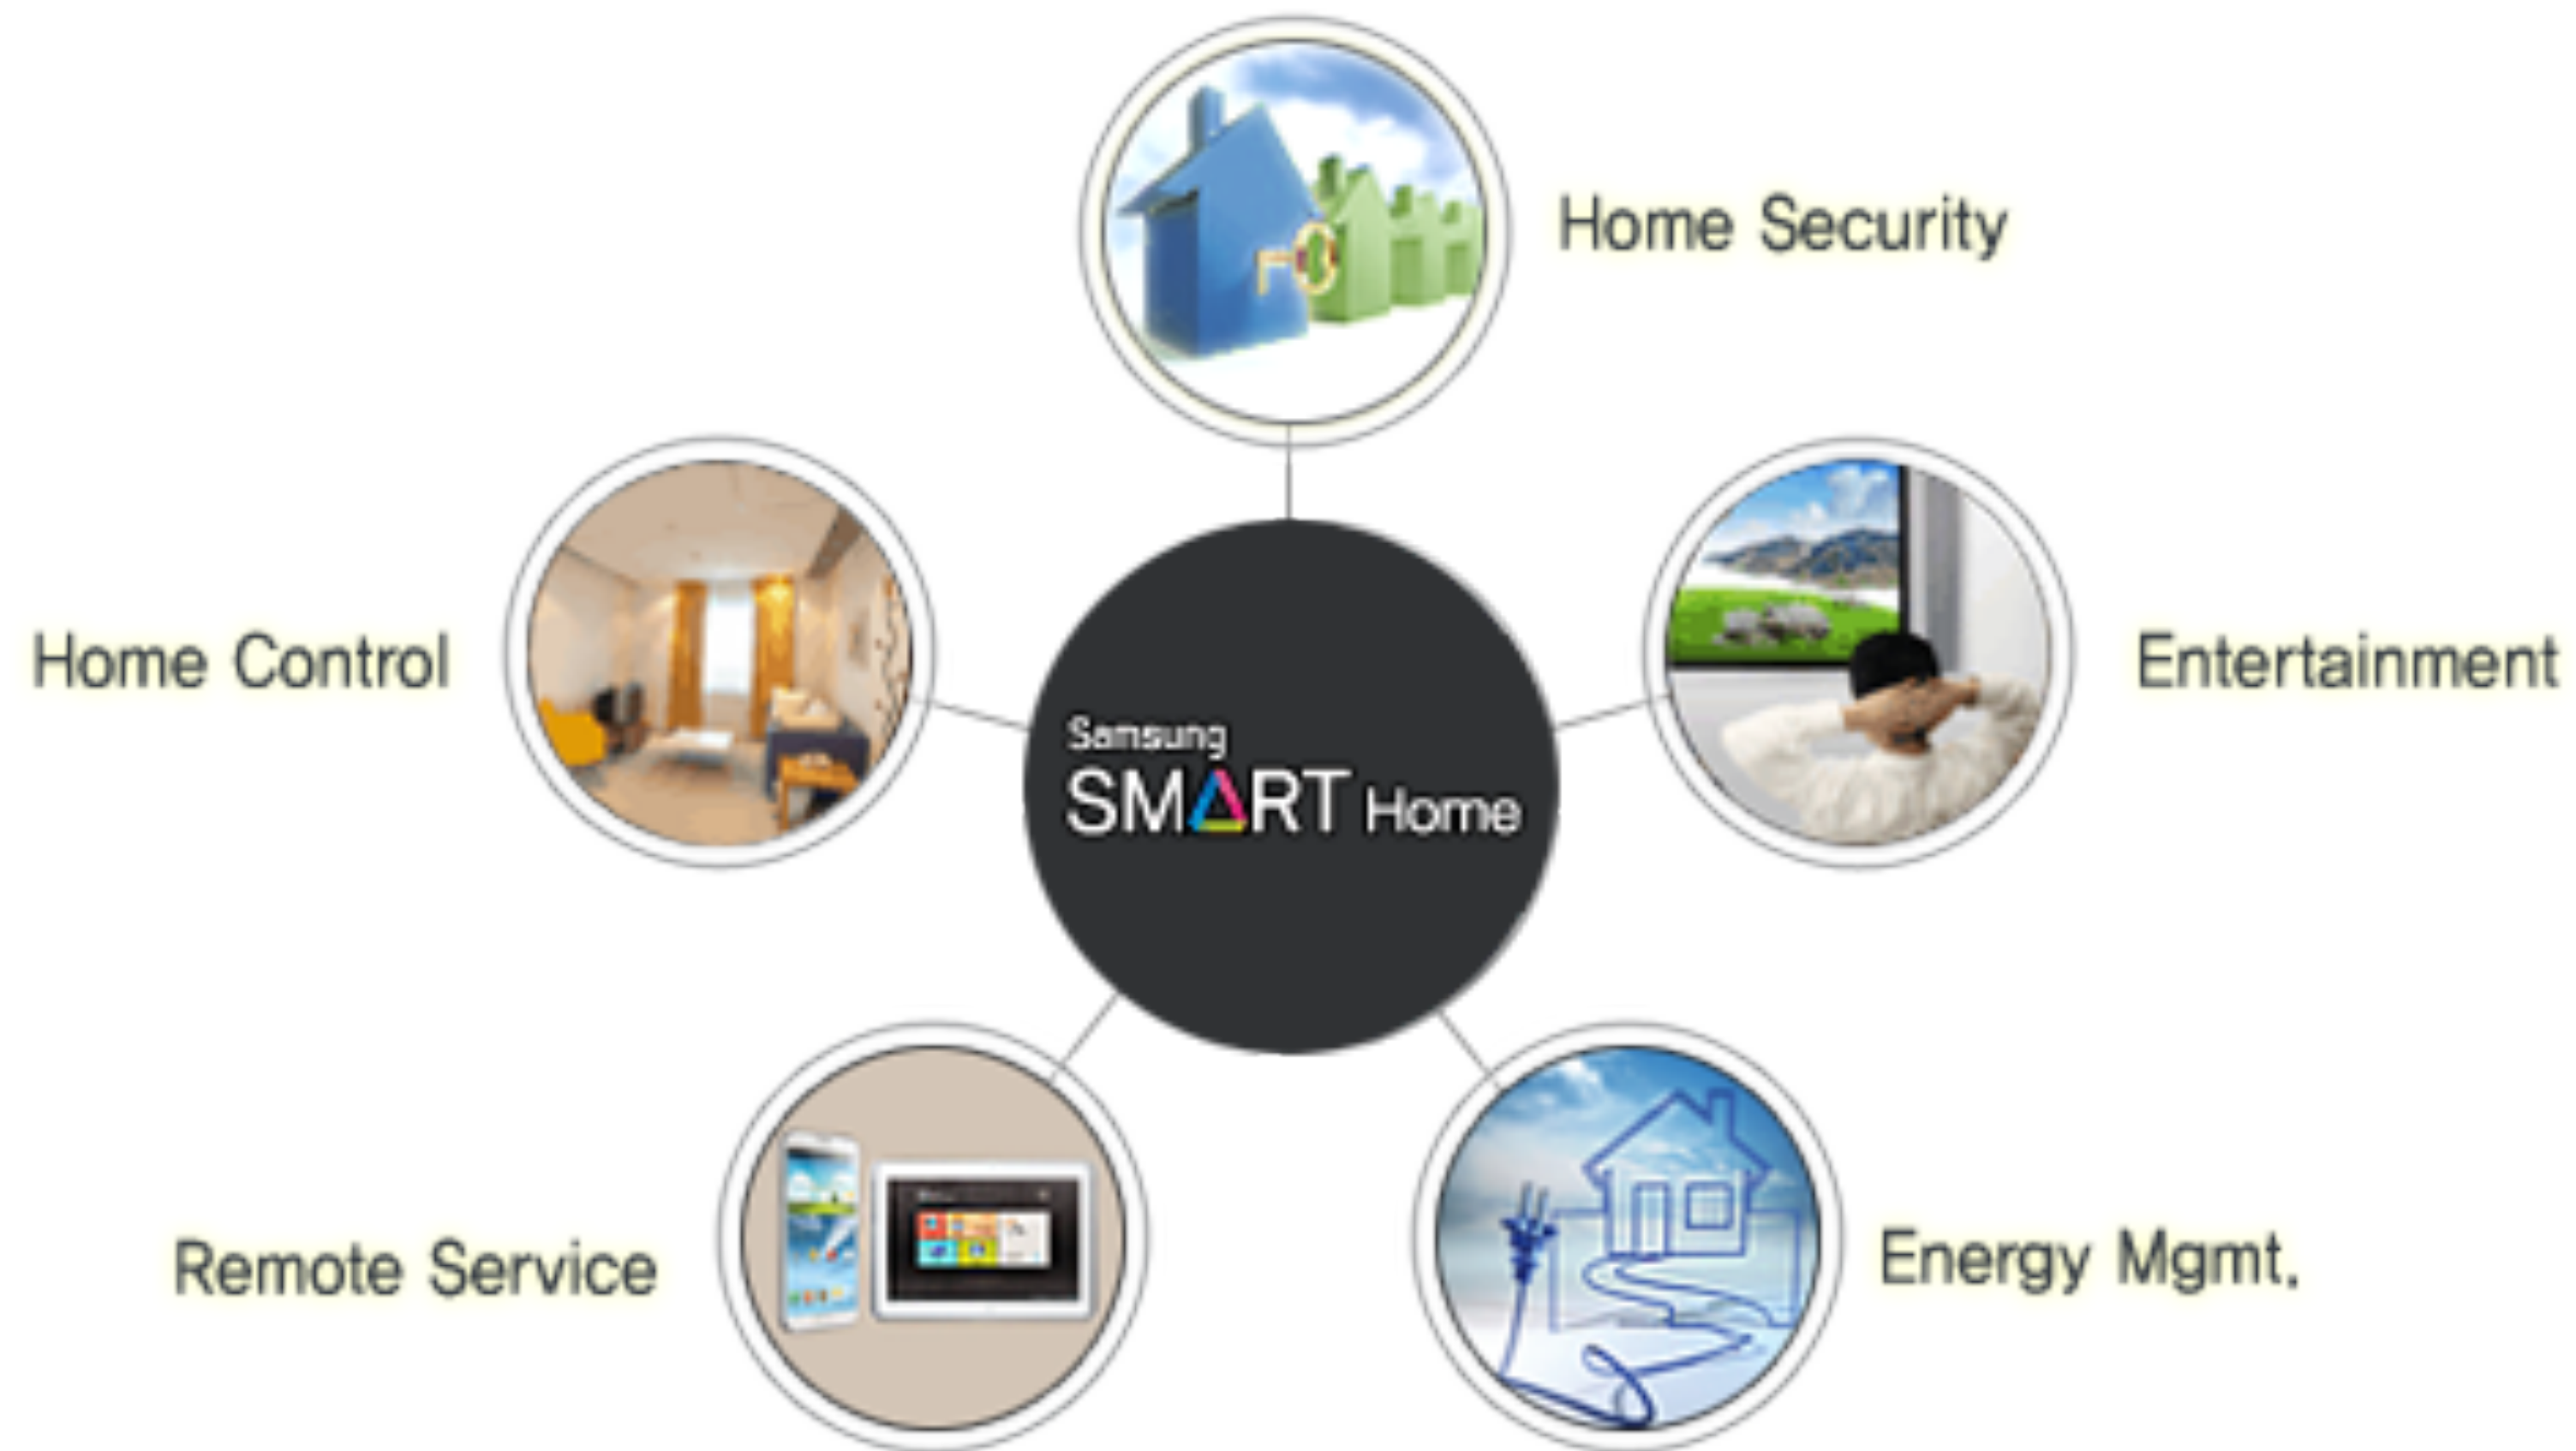 Home Security
Home Control
Entertainment
Samsung
SMART Home
Remote Service
Energy Mgmt.